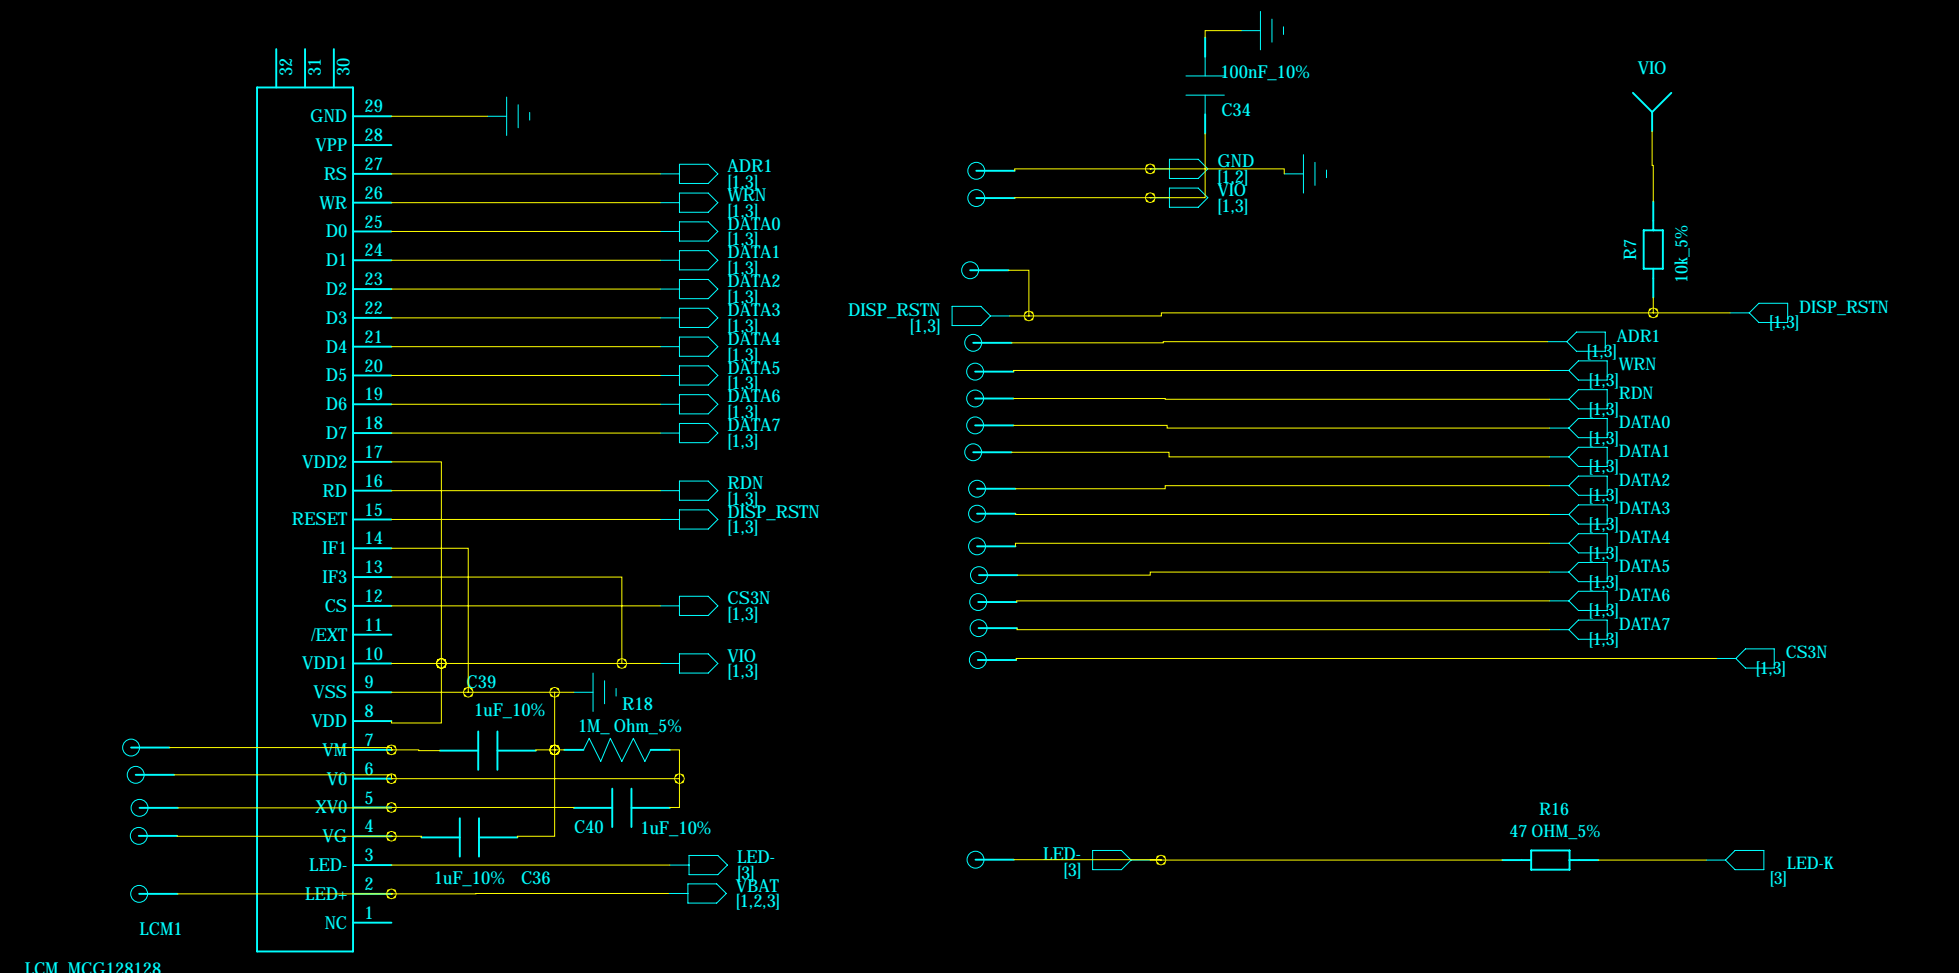 32
31
30
GND 29
VPP 28
RS 27
WR 26
D0 25
D1 24
D2 23
D3 22
D4 21
D5 20
D6 19
D7 18
VDD2 17
RD 16
RESET 15
IF1 14
IF3 13
CS 12
/EXT 11
VDD1 10
VSS 9
VDD 8
VM 7
V0 6
XV0 5
VG 4
LED- 3
LED+ 2
NC 1
LCM1
LCM_MCG128128
ADR1
[1,3]
WRN
[1,3]
DATA0
[1,3]
DATA1
[1,3]
DATA2
[1,3]
DATA3
[1,3]
DATA4
[1,3]
DATA5
[1,3]
DATA6
[1,3]
DATA7
[1,3]
RDN
[1,3]
DISP_RSTN
[1,3]
CS3N
[1,3]
VIO
[1,3]
C39
1uF_10%
R18
1M_ Ohm_5%
C40
1uF_10%
1uF_10%
C36
LED-
[3]
VBAT
[1,2,3]
100nF_10%
C34
GND
[1,2]
VIO
[1,3]
VIO
R7
10k_5%
DISP_RSTN
[1,3]
DISP_RSTN
[1,3]
ADR1
[1,3]
WRN
[1,3]
RDN
[1,3]
DATA0
[1,3]
DATA1
[1,3]
DATA2
[1,3]
DATA3
[1,3]
DATA4
[1,3]
DATA5
[1,3]
DATA6
[1,3]
DATA7
[1,3]
CS3N
[1,3]
R16
47 OHM_5%
LED-
[3]
LED-K
[3]